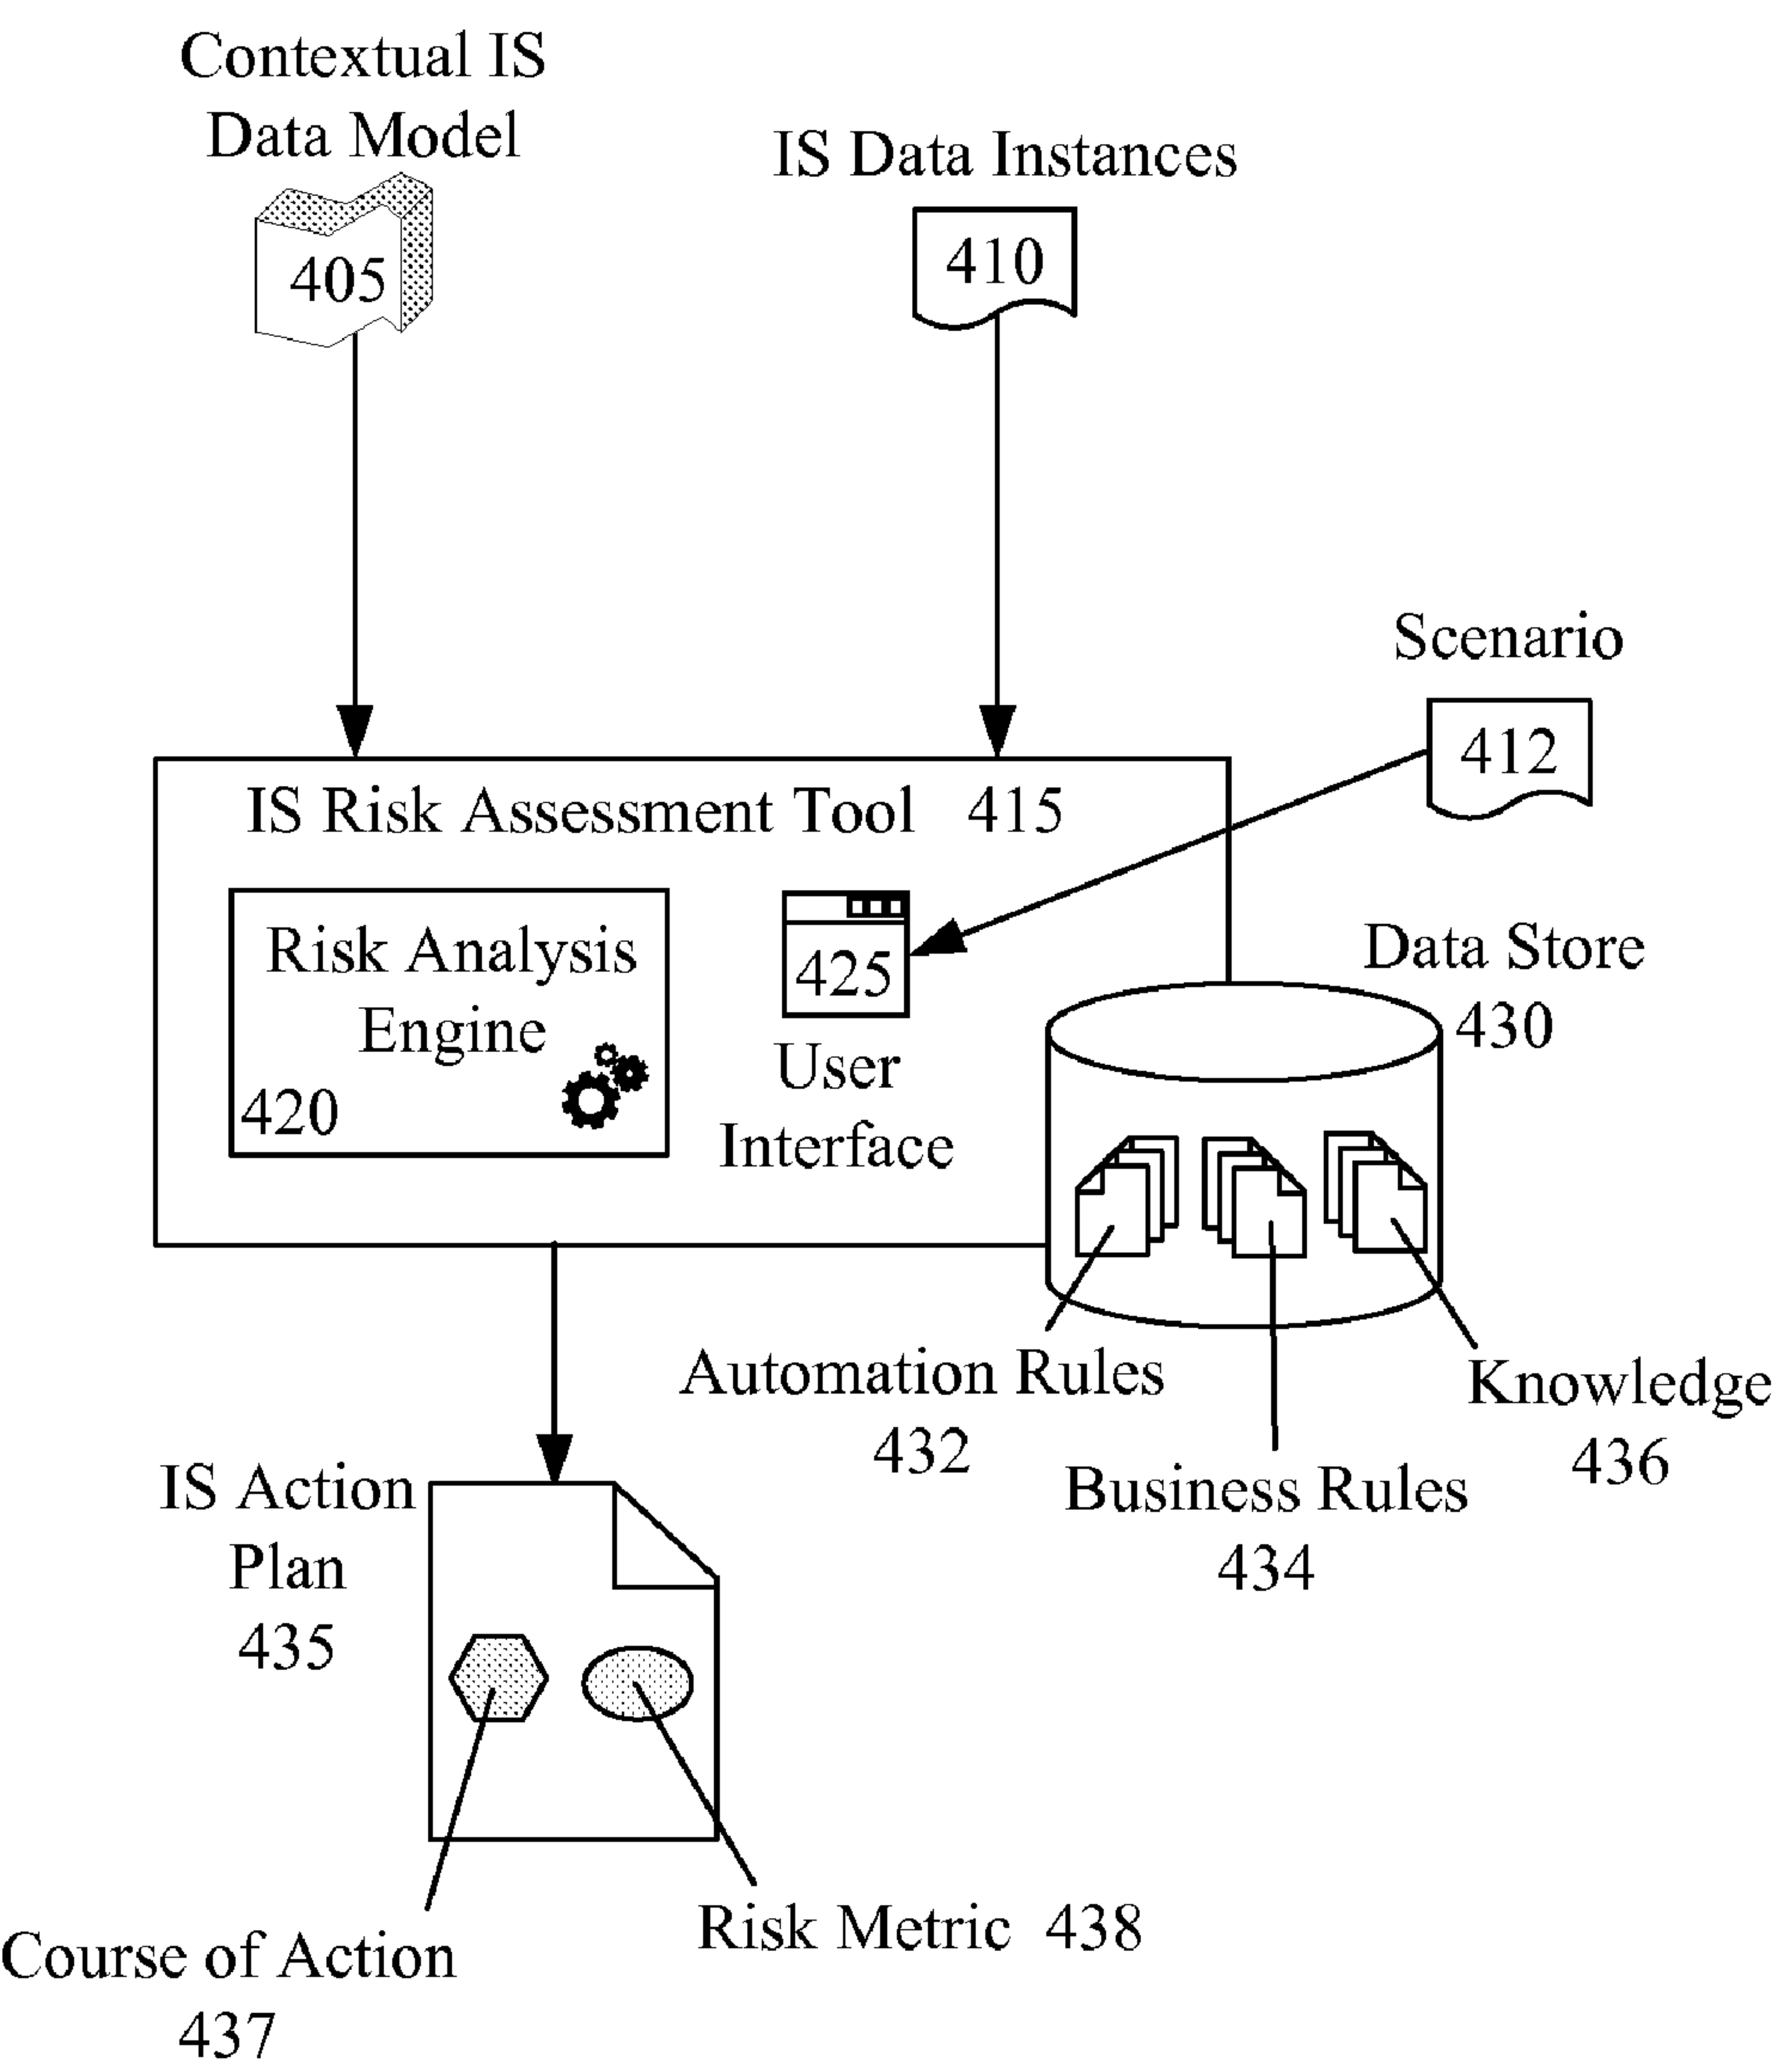 Contextual IS
Data Model
405
IS Data Instances
410
Scenario
412
IS Risk Assessment Tool 415
Risk Analysis
Engine
420
425
User
Interface
Data Store
430
Automation Rules
432
Business Rules
434
Knowledge
436
IS Action
Plan
435
Course of Action
437
Risk Metric 438